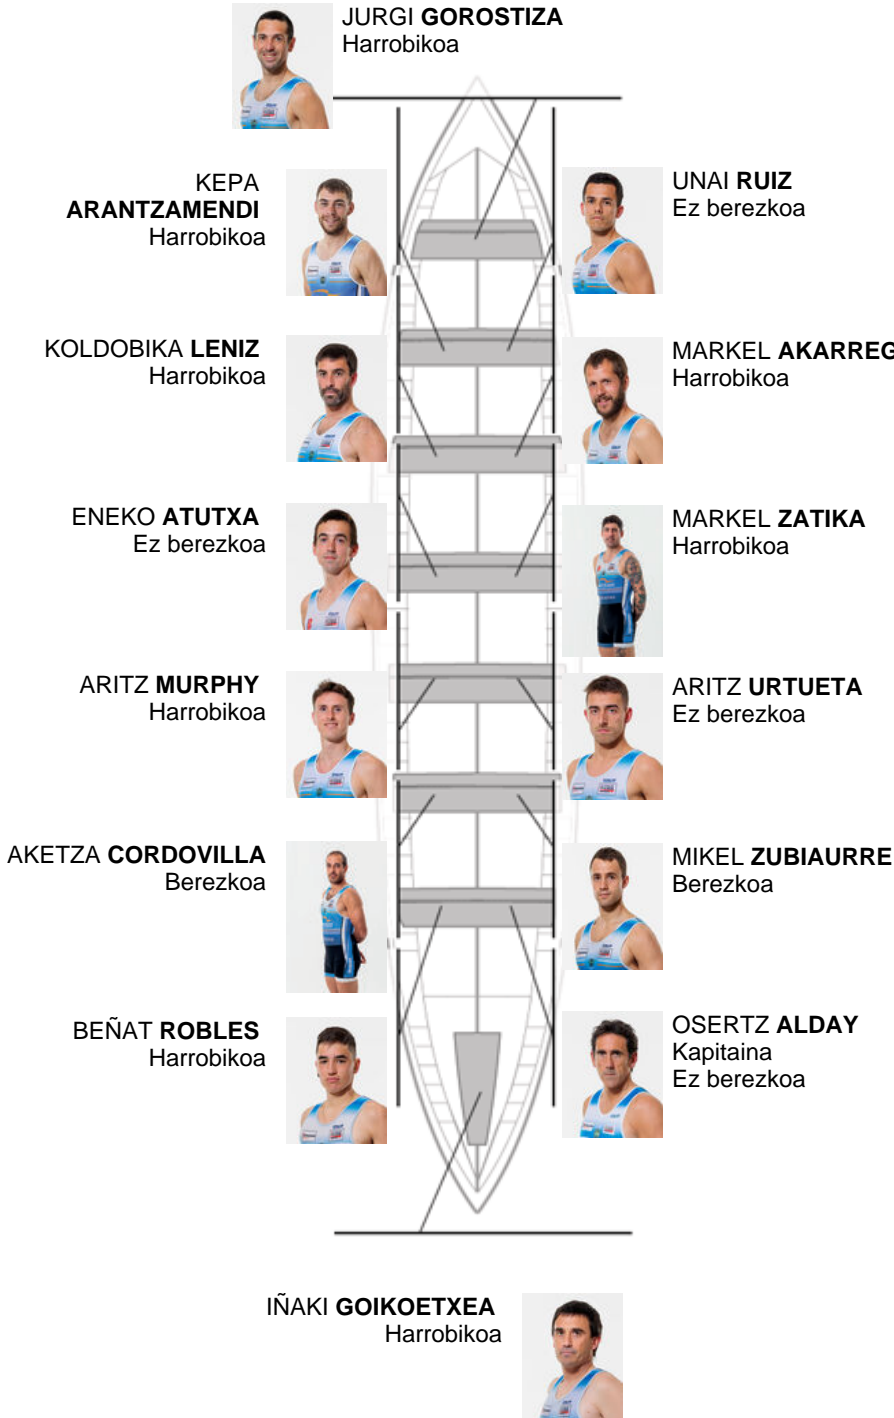 JURGI GOROSTIZA
Harrobikoa
KEPA
ARANTZAMENDI
Harrobikoa
UNAI RUIZ
Ez berezkoa
KOLDOBIKA LENIZ
Harrobikoa
MARKEL AKARREG
Harrobikoa
ENEKO ATUTXA
Ez berezkoa
MARKEL ZATIKA
Harrobikoa
ARITZ MURPHY
Harrobikoa
ARITZ URTUETA
Ez berezkoa
AKETZA CORDOVILLA
Berezkoa
MIKEL ZUBIAURRE
Berezkoa
BEÑAT ROBLES
Harrobikoa
OSERTZ ALDAY
Kapitaina
Ez berezkoa
IÑAKI GOIKOETXEA
Harrobikoa